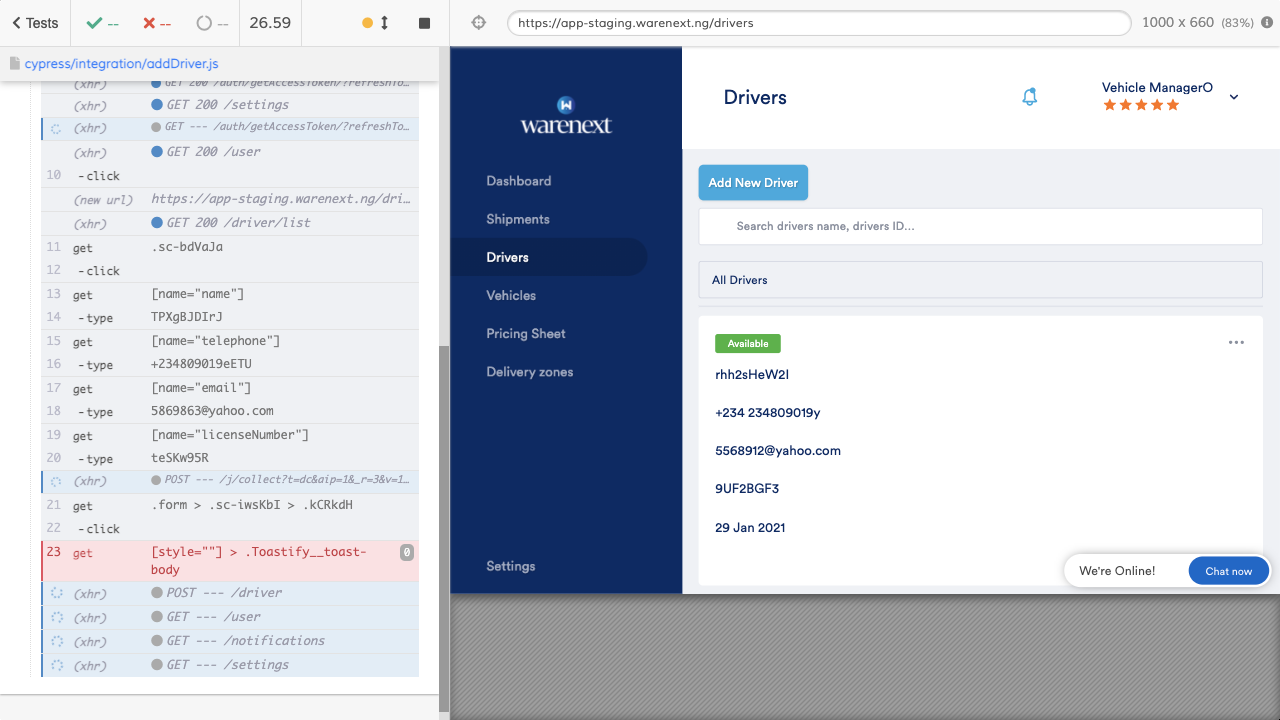 Tests
--
--
--
26.59
https://app-staging.warenext.ng/drivers
1000 x 660 (83%)
cypress/integration/addDriver.js
(xhr) GET 200 /auth/getAccessToken/?refreshTo...
(xhr) GET 200 /settings
(xhr) GET --- /auth/getAccessToken/?refreshTo...
(xhr) GET 200 /user
10 -click
(new url) https://app-staging.warenext.ng/dri...
(xhr) GET 200 /driver/list
11 get .sc-bdVaJa
12 -click
13 get [name="name"]
14 -type TPXgBJDIrJ
15 get [name="telephone"]
16 -type +234809019eETU
17 get [name="email"]
18 -type 5869863@yahoo.com
19 get [name="licenseNumber"]
20 -type teSKw95R
(xhr) POST --- /j/collect?t=dc&aip=1&_r=3&v=1...
21 get .form > .sc-iwsKbI > .kCRkdH
22 -click
23 get [style=""] > .Toastify__toast-
body
0
(xhr) POST --- /driver
(xhr) GET --- /user
(xhr) GET --- /notifications
(xhr) GET --- /settings
warenext
Dashboard
Shipments
Drivers
Vehicles
Pricing Sheet
Delivery zones
Settings
Drivers
Vehicle ManagerO
Add New Driver
Search drivers name, drivers ID...
All Drivers
Available
rhh2sHeW2I
+234 234809019y
5568912@yahoo.com
9UF2BGF3
29 Jan 2021
We're Online!
Chat now